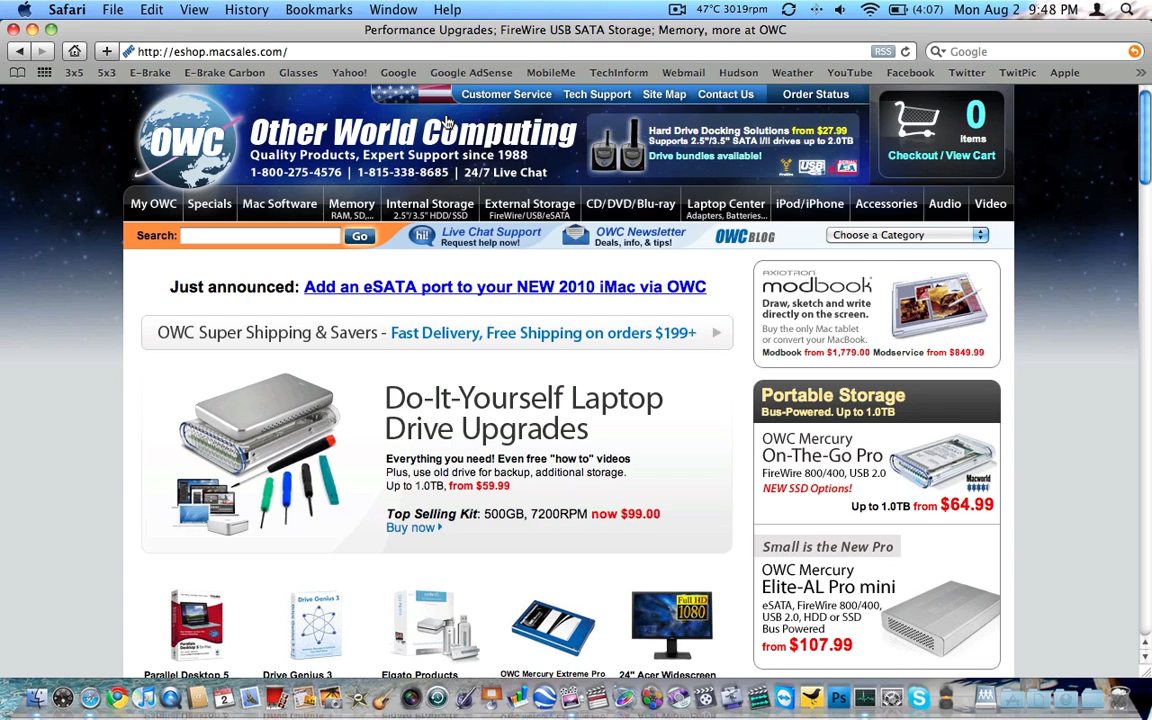 Safari File Edit View History Bookmarks Window Help 47°C 3019rpm (4:07) Mon Aug 2 9:48 PM
Performance Upgrades; FireWire USB SATA Storage; Memory, more at OWC
http://eshop.macsales.com/ RSS Google
3x5 5x3 E-Brake E-Brake Carbon Glasses Yahoo! Google Google AdSense MobileMe TechInform Webmail Hudson Weather YouTube Facebook Twitter TwitPic Apple
Customer Service Tech Support Site Map Contact Us Order Status
OWC
Other World Computing
Quality Products, Expert Support since 1988
1-800-275-4576 | 1-815-338-8685 | 24/7 Live Chat
Hard Drive Docking Solutions from $27.99
Supports 2.5"/3.5" SATA I/II drives up to 2.0TB
Drive bundles available!
0
items
Checkout / View Cart
My OWC Specials Mac Software Memory Internal Storage External Storage CD/DVD/Blu-ray Laptop Center iPod/iPhone Accessories Audio Video
RAM, SD,... 2.5"/3.5" HDD/SSD FireWire/USB/eSATA Adapters, Batteries...
Search: Go
hi! Live Chat Support
Request help now!
OWC Newsletter
Deals, info, & tips!
OWC BLOG
Choose a Category
Just announced: Add an eSATA port to your NEW 2010 iMac via OWC
OWC Super Shipping & Savers - Fast Delivery, Free Shipping on orders $199+
Do-It-Yourself Laptop
Drive Upgrades
Everything you need! Even free "how to" videos
Plus, use old drive for backup, additional storage.
Up to 1.0TB, from $59.99
Top Selling Kit: 500GB, 7200RPM now $99.00
Buy now
AXIOTRON
modbook
Draw, sketch and write
directly on the screen.
Buy the only Mac tablet
or convert your MacBook.
Modbook from $1,779.00 Modservice from $849.99
Portable Storage
Bus-Powered. Up to 1.0TB
OWC Mercury
On-The-Go Pro
FireWire 800/400, USB 2.0
NEW SSD Options!
Macworld
Up to 1.0TB from $64.99
Small is the New Pro
OWC Mercury
Elite-AL Pro mini
eSATA, FireWire 800/400,
USB 2.0, HDD or SSD
Bus Powered
from $107.99
Full HD
1080
Parallels Desktop 5 Drive Genius 3 Elgato Products OWC Mercury Extreme Pro 24" Acer Widescreen